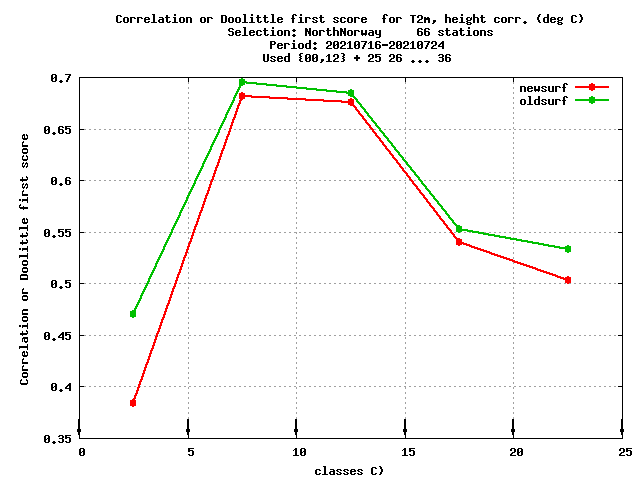 Correlation or Doolittle first score  for T2m, height corr. (deg C)
Selection: NorthNorway     66 stations
Period: 20210716-20210724
Used {00,12} + 25 26 ... 36
newsurf
oldsurf
Correlation or Doolittle first score
0.7
0.65
0.6
0.55
0.5
0.45
0.4
0.35
0 5 10 15 20 25
classes C)